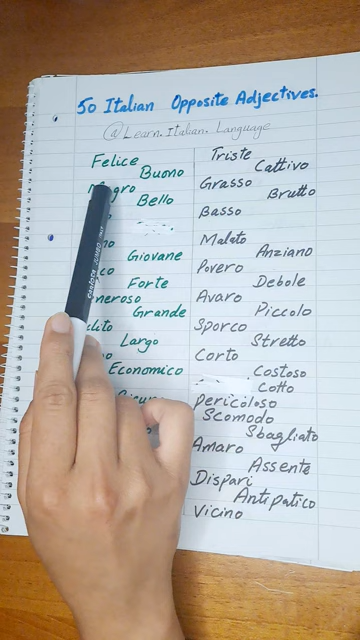 50 Italian Opposite Adjectives.
@Learn.Italian.Language
Felice Triste
Buono Cattivo
Grasso
Bello Brutto
Basso
Malato
Giovane Anziano
Povero
Forte Debole
Avaro
Grande Piccolo
Sporco
Largo Stretto
Corto
Economico Costoso
Cotto
Pericoloso
Scomodo
Sbagliato
Amaro
Assente
Dispari
Antipatico
Vicino